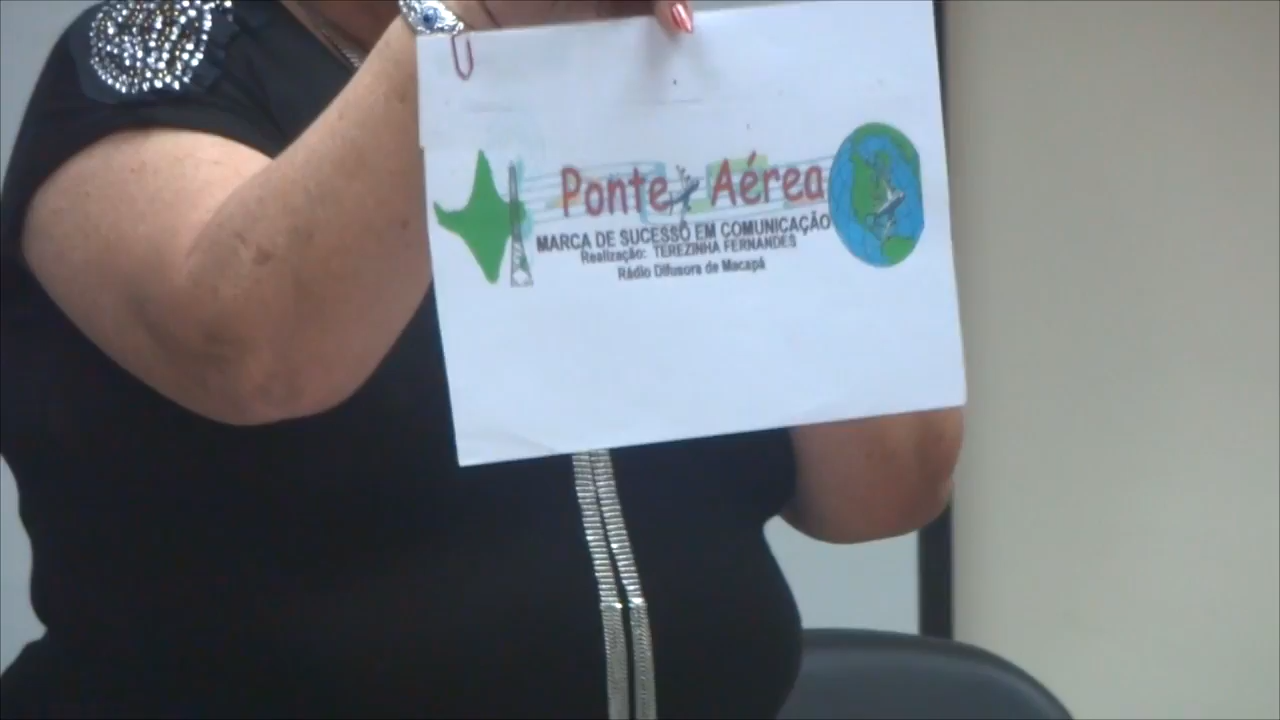 Ponte Aérea
MARCA DE SUCESSO EM COMUNICAÇÃO
Realização: TEREZINHA FERNANDES
Rádio Difusora de Macapá